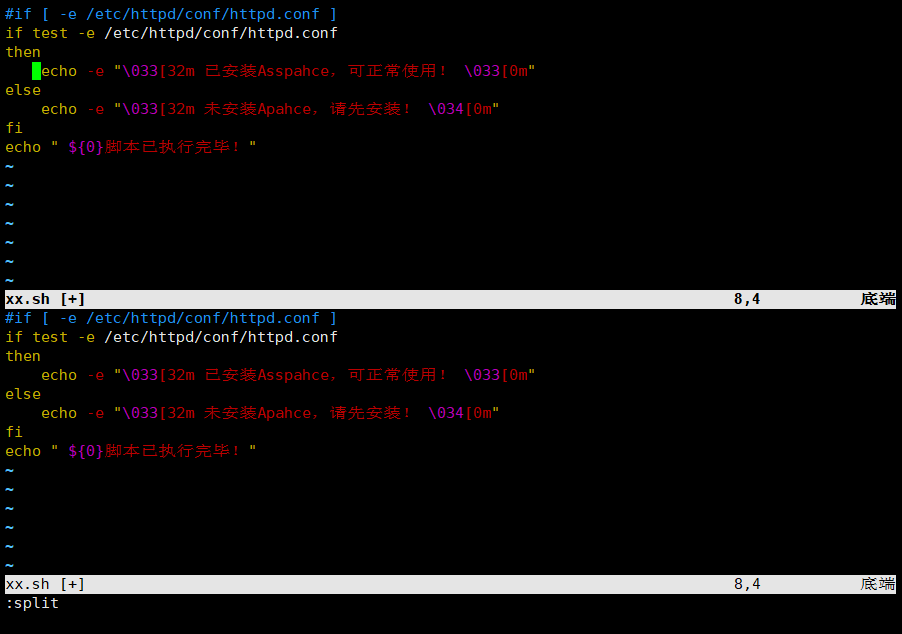 #if [ -e /etc/httpd/conf/httpd.conf ]
if test -e /etc/httpd/conf/httpd.conf
then
    echo -e "\033[32m 已安装Asspahce，可正常使用！ \033[0m"
else
    echo -e "\033[32m 未安装Apahce，请先安装！ \034[0m"
fi
echo " ${0}脚本已执行完毕！"
~
~
~
~
~
~
~
xx.sh [+] 8,4 底端
#if [ -e /etc/httpd/conf/httpd.conf ]
if test -e /etc/httpd/conf/httpd.conf
then
    echo -e "\033[32m 已安装Asspahce，可正常使用！ \033[0m"
else
    echo -e "\033[32m 未安装Apahce，请先安装！ \034[0m"
fi
echo " ${0}脚本已执行完毕！"
~
~
~
~
~
~
xx.sh [+] 8,4 底端
:split